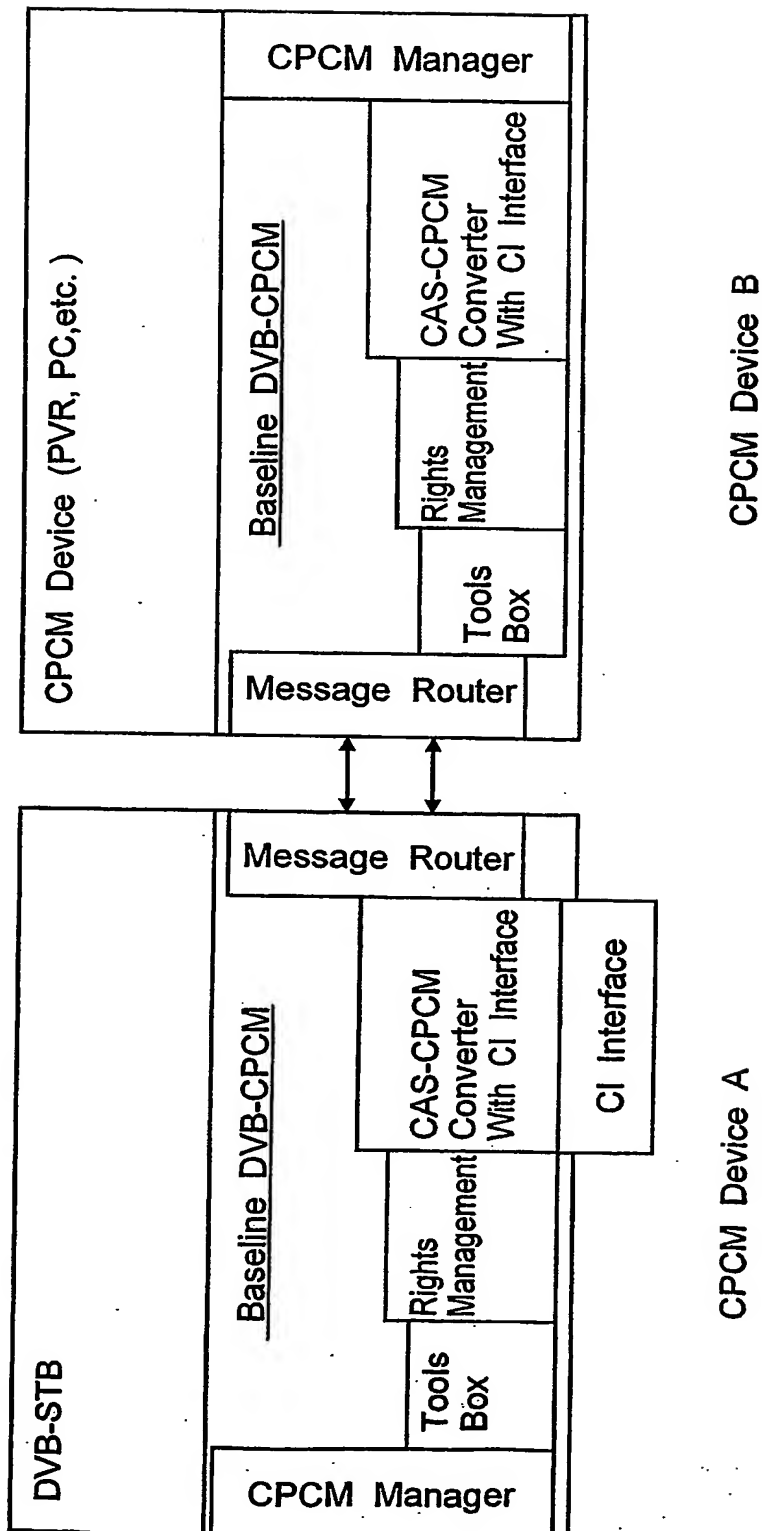 DVB-STB
Baseline DVB-CPCM
CPCM Manager
Tools
Box
Rights
Management
CAS-CPCM
Converter
With CI Interface
CI Interface
Message Router
CPCM Device A
CPCM Device (PVR, PC,etc. )
Baseline DVB-CPCM
Message Router
Tools
Box
Rights
Management
CAS-CPCM
Converter
With CI Interface
CPCM Manager
CPCM Device B